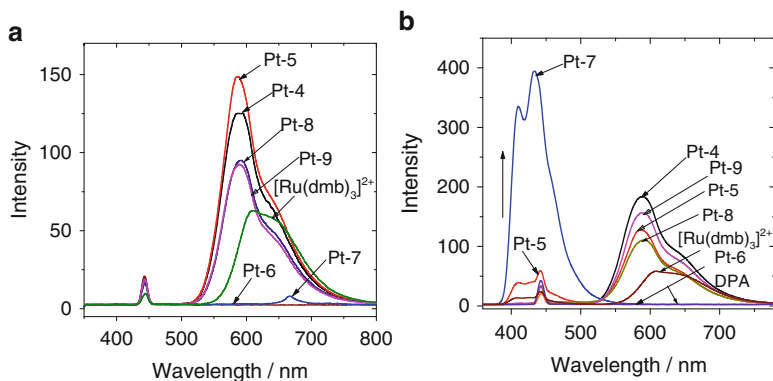 a
Intensity
150
100
50
0
Pt-5
Pt-4
Pt-8
Pt-9
[Ru(dmb)₃]²⁺
Pt-7
Pt-6
400 500 600 700 800
Wavelength / nm
b
Intensity
400
300
200
100
0
Pt-7
Pt-4
Pt-9
Pt-5
Pt-8
[Ru(dmb)₃]²⁺
Pt-6
DPA
Pt-5
400 500 600 700
Wavelength / nm